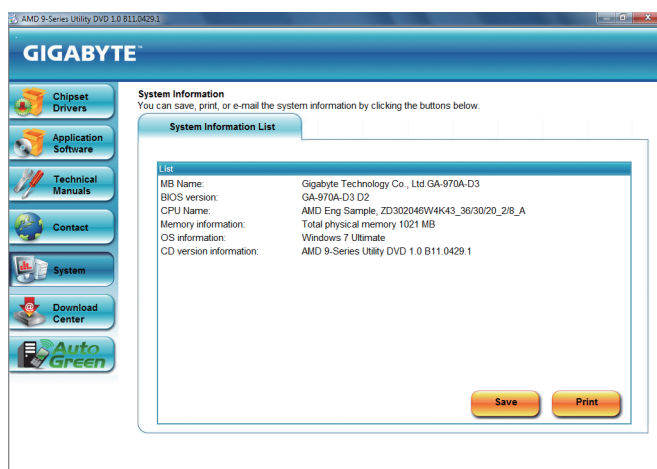 AMD 9-Series Utility DVD 1.0 B11.0429.1
GIGABYTE™
Chipset
Drivers
Application
Software
Technical
Manuals
Contact
System
Download
Center
Auto
Green
System Information
You can save, print, or e-mail the system information by clicking the buttons below.
System Information List
List
MB Name: Gigabyte Technology Co., Ltd.GA-970A-D3
BIOS version: GA-970A-D3 D2
CPU Name: AMD Eng Sample, ZD302046W4K43_36/30/20_2/8_A
Memory information: Total physical memory 1021 MB
OS information: Windows 7 Ultimate
CD version information: AMD 9-Series Utility DVD 1.0 B11.0429.1
Save
Print